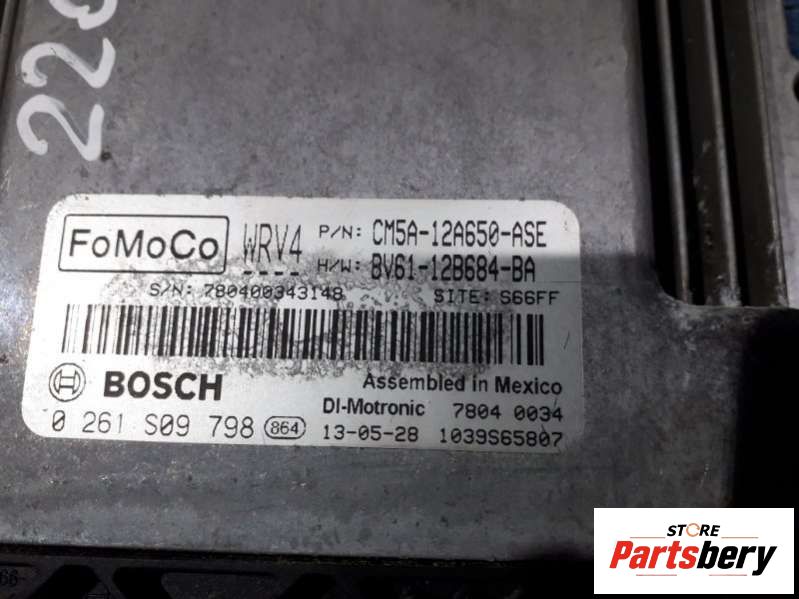 FoMoCo WRV4 P/N: CM5A-12A650-ASE
H/W: BV61-12B684-BA
S/N: 780400343148 SITE: S66FF
BOSCH Assembled in Mexico
DI-Motronic 7804 0034
0 261 S09 798 864 13-05-28 1039S65807
STORE
Partsbery